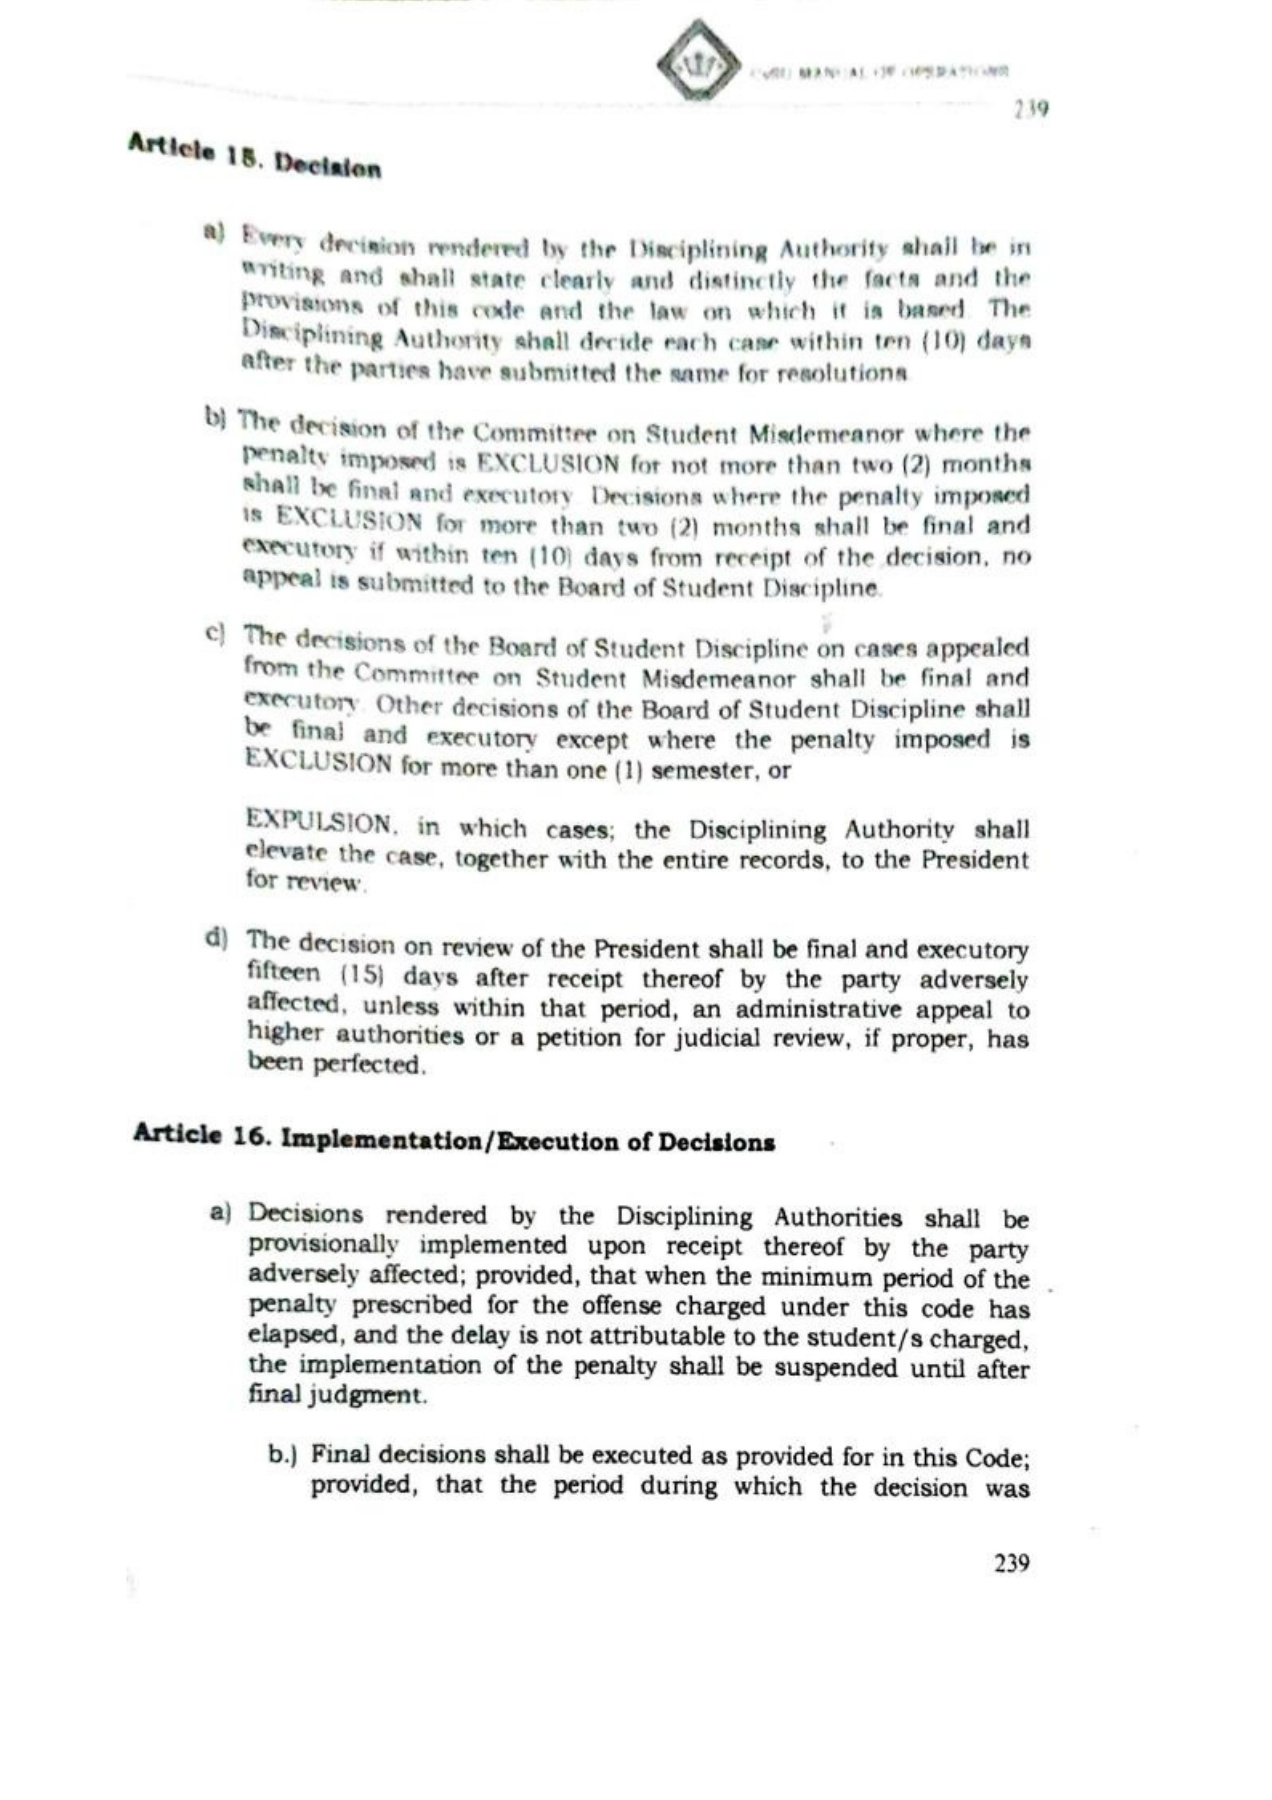 MANUAL OF OPERATIONS
239
Article 15. Decision
a) Every decision rendered by the Disciplining Authority shall be in
writing and shall state clearly and distinctly the facts and the
provisions of this code and the law on which it is based. The
Disciplining Authority shall decide each case within ten (10) days
after the parties have submitted the same for resolutions
b) The decision of the Committee on Student Misdemeanor where the
penalty imposed is EXCLUSION for not more than two (2) months
shall be final and executory. Decisions where the penalty imposed
is EXCLUSION for more than two (2) months shall be final and
executory if within ten (10) days from receipt of the decision, no
appeal is submitted to the Board of Student Discipline.
c) The decisions of the Board of Student Discipline on cases appealed
from the Committee on Student Misdemeanor shall be final and
executory. Other decisions of the Board of Student Discipline shall
be final and executory except where the penalty imposed is
EXCLUSION for more than one (1) semester, or
EXPULSION, in which cases; the Disciplining Authority shall
elevate the case, together with the entire records, to the President
for review.
d) The decision on review of the President shall be final and executory
fifteen (15) days after receipt thereof by the party adversely
affected, unless within that period, an administrative appeal to
higher authorities or a petition for judicial review, if proper, has
been perfected.
Article 16. Implementation/Execution of Decisions
a) Decisions rendered by the Disciplining Authorities shall be
provisionally implemented upon receipt thereof by the party
adversely affected; provided, that when the minimum period of the
penalty prescribed for the offense charged under this code has
elapsed, and the delay is not attributable to the student/s charged,
the implementation of the penalty shall be suspended until after
final judgment.
b.) Final decisions shall be executed as provided for in this Code;
provided, that the period during which the decision was
239